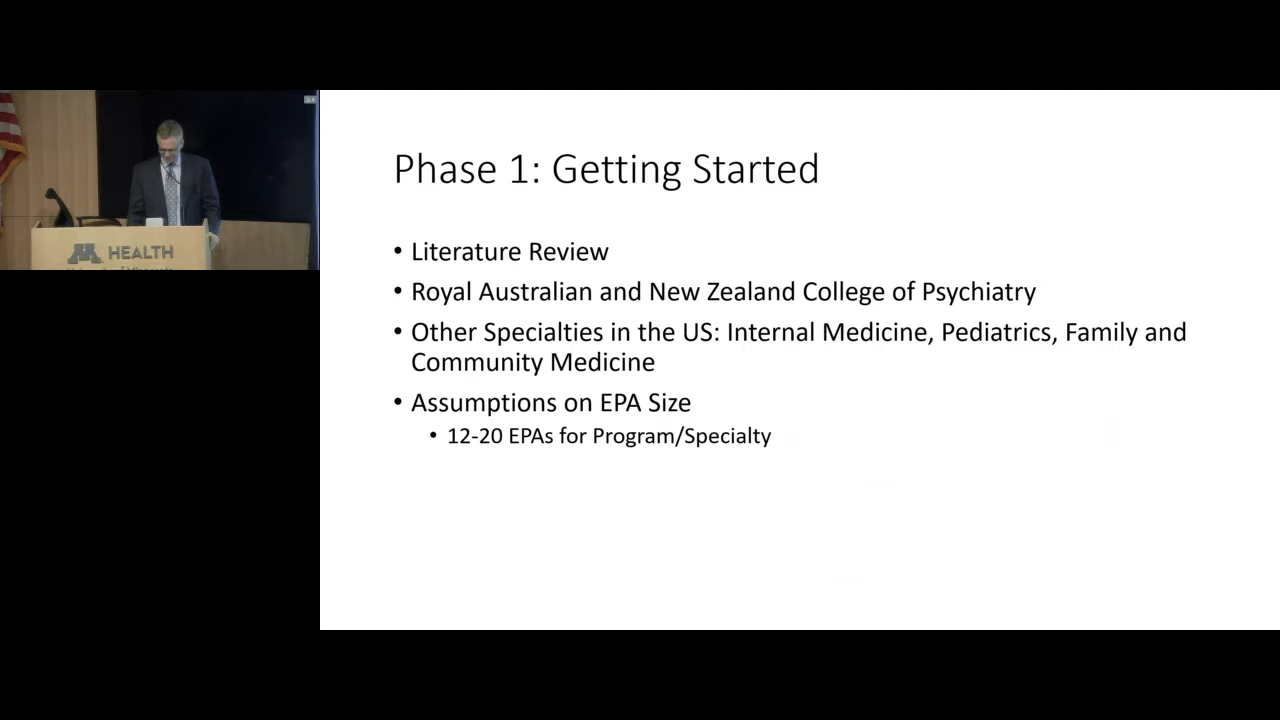 M HEALTH
Phase 1: Getting Started
• Literature Review
• Royal Australian and New Zealand College of Psychiatry
• Other Specialties in the US: Internal Medicine, Pediatrics, Family and
Community Medicine
• Assumptions on EPA Size
• 12-20 EPAs for Program/Specialty